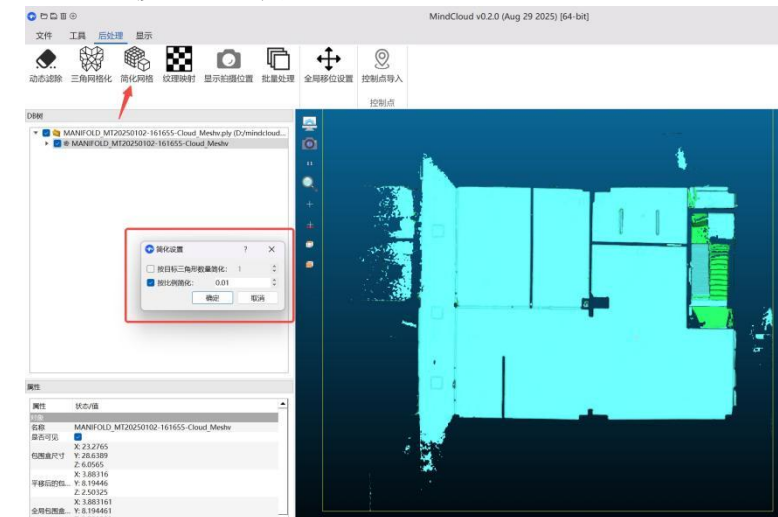 MindCloud v0.2.0 (Aug 29 2025) [64-bit]
文件 工具 后处理 显示
动态滤除 三角网格化 简化网格 纹理映射 显示拍摄位置 批量处理 全局移位设置 控制点导入
控制点
DB树
MANIFOLD_MT20250102-161655-Cloud_Meshv.ply (D:/mindcloud...
MANIFOLD_MT20250102-161655-Cloud_Meshv
简化设置 ? ×
按目标三角形数量简化: 1
按比例简化: 0.01
确定 取消
属性
属性 状态/值
名称 MANIFOLD_MT20250102-161655-Cloud_Meshv
是否可见
X: 23.2765
包围盒尺寸 Y: 28.6389
Z: 6.0565
X: 3.88316
平移后的包... Y: 8.19446
Z: 2.50325
X: 3.883161
全局包围盒... Y: 8.194461